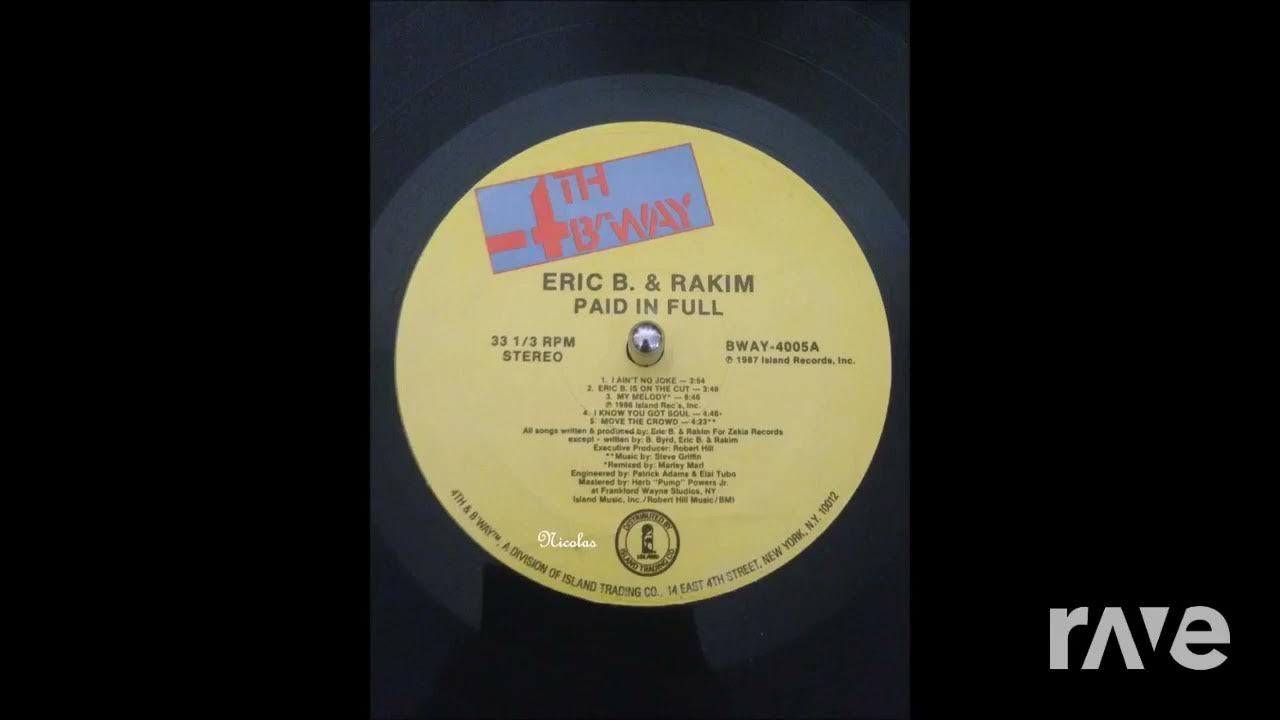 4TH
B'WAY
ERIC B. & RAKIM
PAID IN FULL
33 1/3 RPM
STEREO
BWAY-4005A
℗ 1987 Island Records, Inc.
1. I AIN'T NO JOKE — 3:54
2. ERIC B. IS ON THE CUT — 3:48
3. MY MELODY* — 6:46
℗ 1986 Island Rec's, Inc.
4. I KNOW YOU GOT SOUL — 4:46•
5. MOVE THE CROWD — 4:23**
All songs written & produced by: Eric B. & Rakim For Zakia Records
except • written by: B. Byrd, Eric B. & Rakim
Executive Producer: Robert Hill
**Music by: Steve Griffin
*Remixed by: Marley Marl
Engineered by: Patrick Adams & Elai Tubo
Mastered by: Herb "Pump" Powers Jr.
at Frankford Wayne Studios, NY
Island Music, Inc./Robert Hill Music/BMI
Nicolas
DISTRIBUTED BY
ISLAND
ISLAND TRADING CO.
4TH & B'WAY™, A DIVISION OF ISLAND TRADING CO., 14 EAST 4TH STREET, NEW YORK, N.Y. 10012
rave